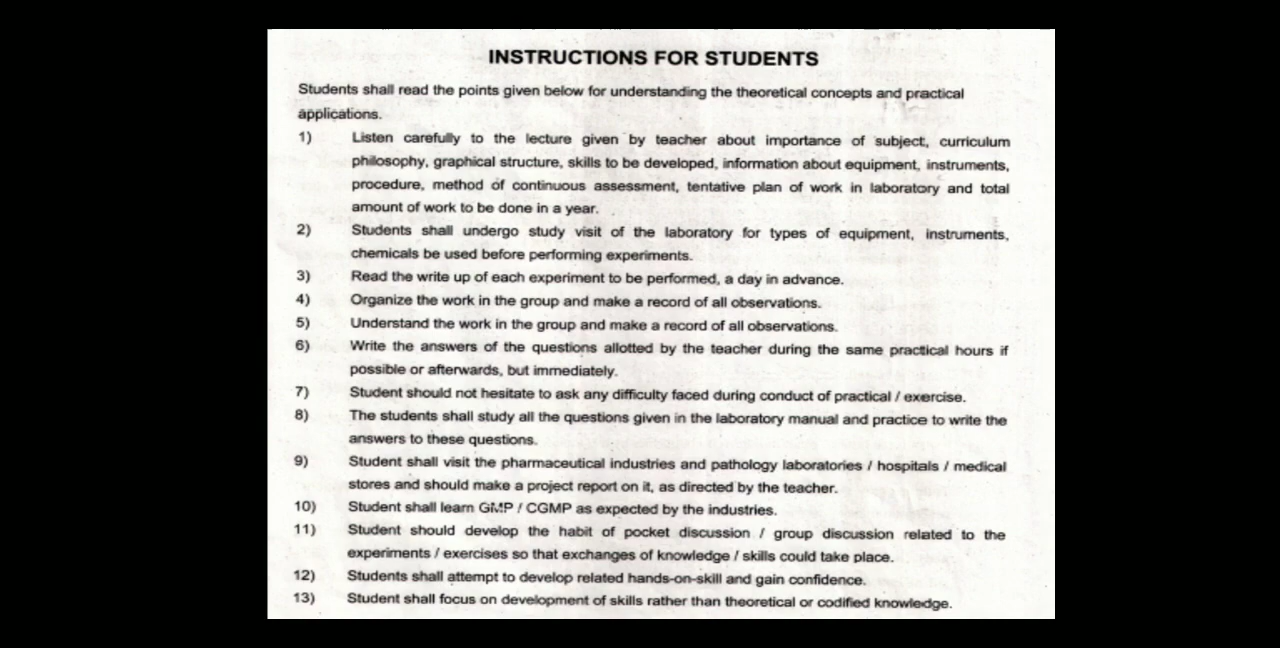 INSTRUCTIONS FOR STUDENTS
Students shall read the points given below for understanding the theoretical concepts and practical
applications.
1) Listen carefully to the lecture given by teacher about importance of subject, curriculum
philosophy, graphical structure, skills to be developed, information about equipment, instruments,
procedure, method of continuous assessment, tentative plan of work in laboratory and total
amount of work to be done in a year.
2) Students shall undergo study visit of the laboratory for types of equipment, instruments,
chemicals be used before performing experiments.
3) Read the write up of each experiment to be performed, a day in advance.
4) Organize the work in the group and make a record of all observations.
5) Understand the work in the group and make a record of all observations.
6) Write the answers of the questions allotted by the teacher during the same practical hours if
possible or afterwards, but immediately.
7) Student should not hesitate to ask any difficulty faced during conduct of practical / exercise.
8) The students shall study all the questions given in the laboratory manual and practice to write the
answers to these questions.
9) Student shall visit the pharmaceutical industries and pathology laboratories / hospitals / medical
stores and should make a project report on it, as directed by the teacher.
10) Student shall learn GMP / CGMP as expected by the industries.
11) Student should develop the habit of pocket discussion / group discussion related to the
experiments / exercises so that exchanges of knowledge / skills could take place.
12) Students shall attempt to develop related hands-on-skill and gain confidence.
13) Student shall focus on development of skills rather than theoretical or codified knowledge.